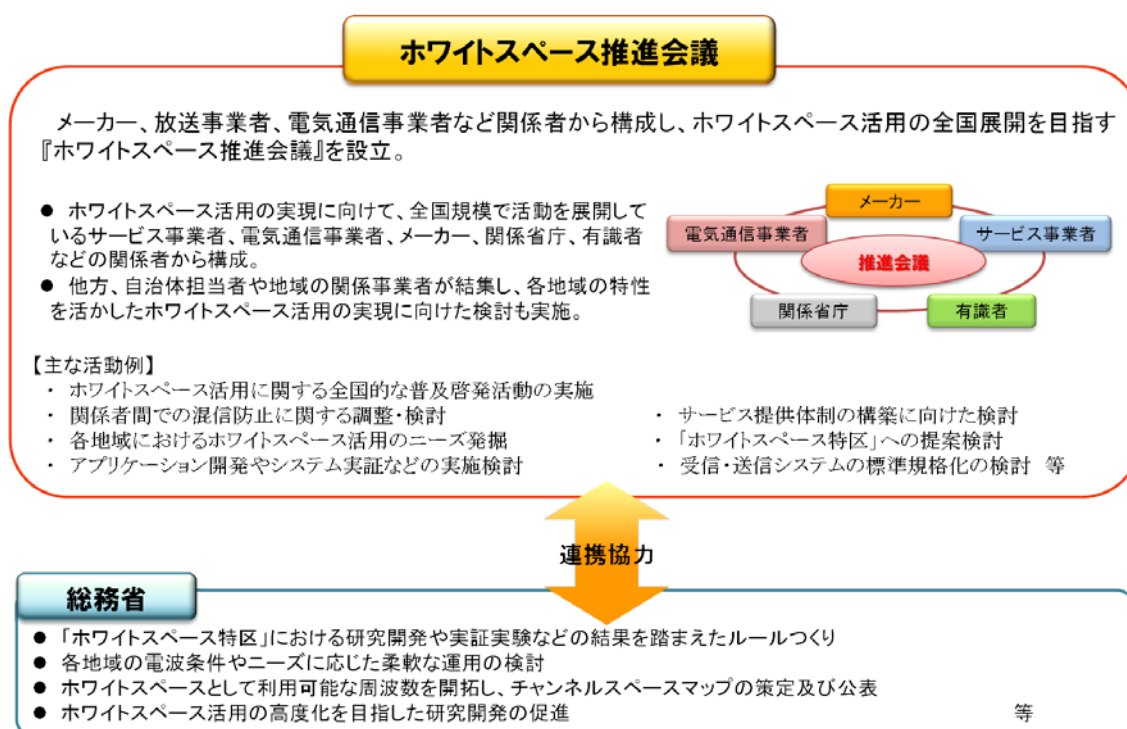 ホワイトスペース推進会議
メーカー、放送事業者、電気通信事業者など関係者から構成し、ホワイトスペース活用の全国展開を目指す
『ホワイトスペース推進会議』を設立。
● ホワイトスペース活用の実現に向けて、全国規模で活動を展開して
いるサービス事業者、電気通信事業者、メーカー、関係省庁、有識者
などの関係者から構成。
● 他方、自治体担当者や地域の関係事業者が結集し、各地域の特性
を活かしたホワイトスペース活用の実現に向けた検討も実施。
メーカー
電気通信事業者
サービス事業者
推進会議
関係省庁
有識者
【主な活動例】
・ ホワイトスペース活用に関する全国的な普及啓発活動の実施
・ 関係者間での混信防止に関する調整・検討
・ 各地域におけるホワイトスペース活用のニーズ発掘
・ アプリケーション開発やシステム実証などの実施検討
・ サービス提供体制の構築に向けた検討
・ 「ホワイトスペース特区」への提案検討
・ 受信・送信システムの標準規格化の検討 等
連携協力
総務省
● 「ホワイトスペース特区」における研究開発や実証実験などの結果を踏まえたルールつくり
● 各地域の電波条件やニーズに応じた柔軟な運用の検討
● ホワイトスペースとして利用可能な周波数を開拓し、チャンネルスペースマップの策定及び公表
● ホワイトスペース活用の高度化を目指した研究開発の促進 等